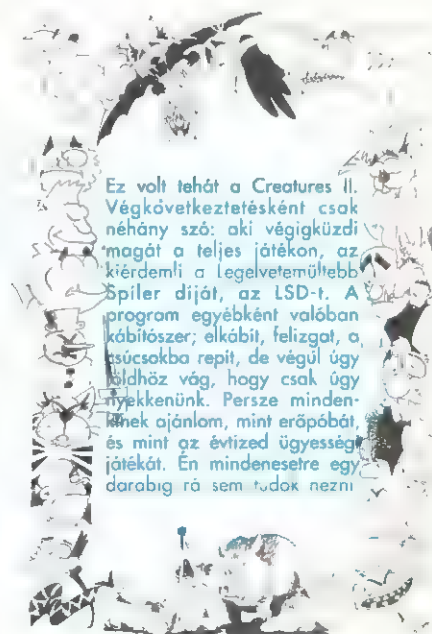 Ez volt tehát a Creatures II.
Végkövetkeztetésként csak
néhány szó: aki végigküzdi
magát a teljes játékon, az
kiérdemli a Legelvetemültebb
Spíler díját, az LSD-t. A
program egyébként valóban
kábítószer; elkábít, felizgat, a
csúcsokba repít, de végül úgy
földhöz vág, hogy csak úgy
nyekkenünk. Persze minden-
kinek ajánlom, mint erőpóbát,
és mint az évtized ügyességi
játékát. Én mindenesetre egy
darabig rá sem tudok nézni